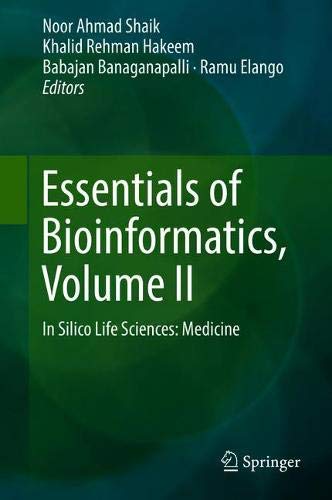 Noor Ahmad Shaik
Khalid Rehman Hakeem
Babajan Banaganapalli · Ramu Elango
Editors
Essentials of
Bioinformatics,
Volume II
In Silico Life Sciences: Medicine
Springer